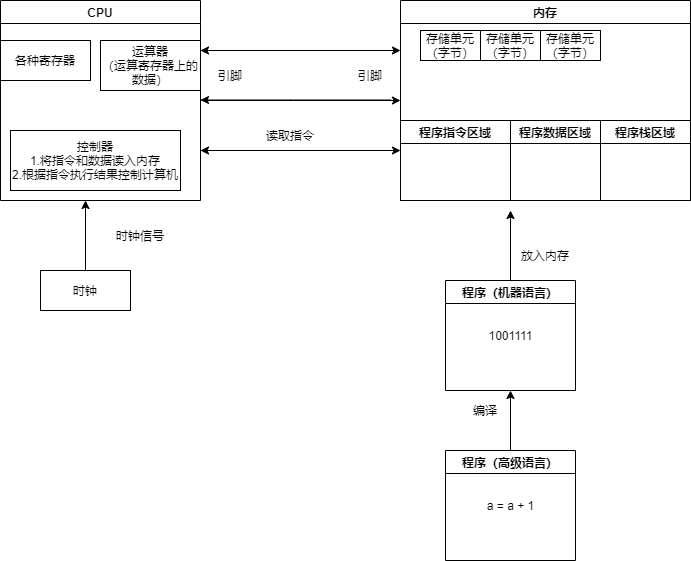 CPU
内存
各种寄存器
运算器
（运算寄存器上的
数据）
引脚
引脚
存储单元
（字节）
存储单元
（字节）
存储单元
（字节）
读取指令
控制器
1.将指令和数据读入内存
2.根据指令执行结果控制计算机
程序指令区域
程序数据区域
程序栈区域
时钟信号
时钟
放入内存
程序（机器语言）
1001111
编译
程序（高级语言）
a = a + 1